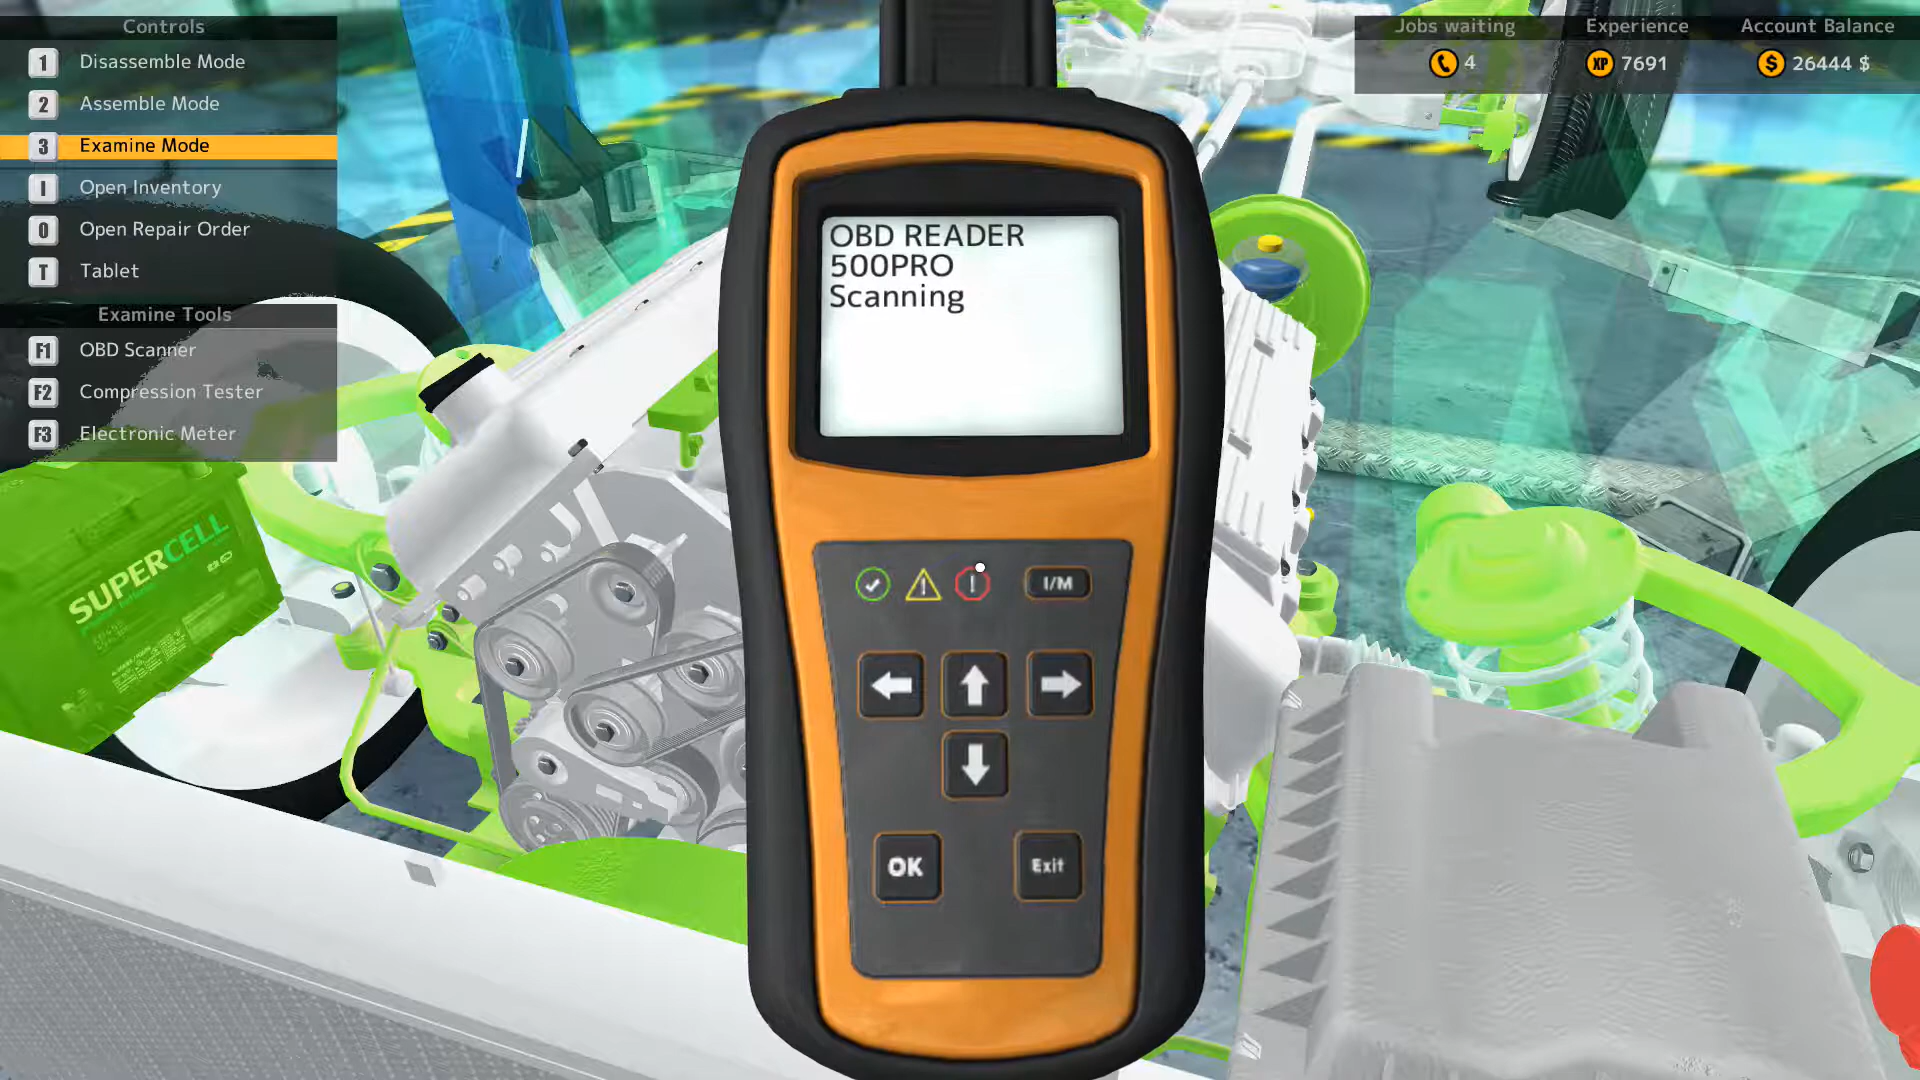 Controls
1 Disassemble Mode
2 Assemble Mode
3 Examine Mode
I Open Inventory
O Open Repair Order
T Tablet
Examine Tools
F1 OBD Scanner
F2 Compression Tester
F3 Electronic Meter
Jobs waiting
4
Experience
XP 7691
Account Balance
$ 26444 $
OBD READER
500PRO
Scanning
I/M
OK
Exit
SUPERCELL